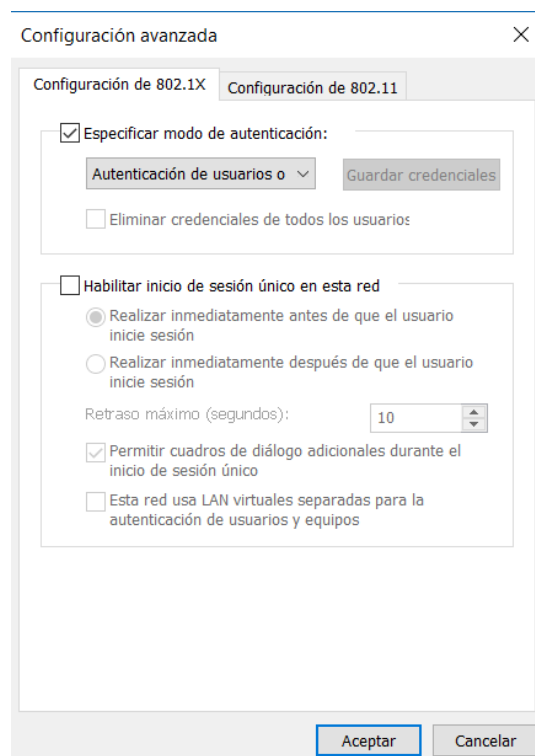 Configuración avanzada
Configuración de 802.1X
Configuración de 802.11
Especificar modo de autenticación:
Autenticación de usuarios o
Guardar credenciales
Eliminar credenciales de todos los usuarios
Habilitar inicio de sesión único en esta red
Realizar inmediatamente antes de que el usuario
inicie sesión
Realizar inmediatamente después de que el usuario
inicie sesión
Retraso máximo (segundos):
10
Permitir cuadros de diálogo adicionales durante el
inicio de sesión único
Esta red usa LAN virtuales separadas para la
autenticación de usuarios y equipos
Aceptar
Cancelar